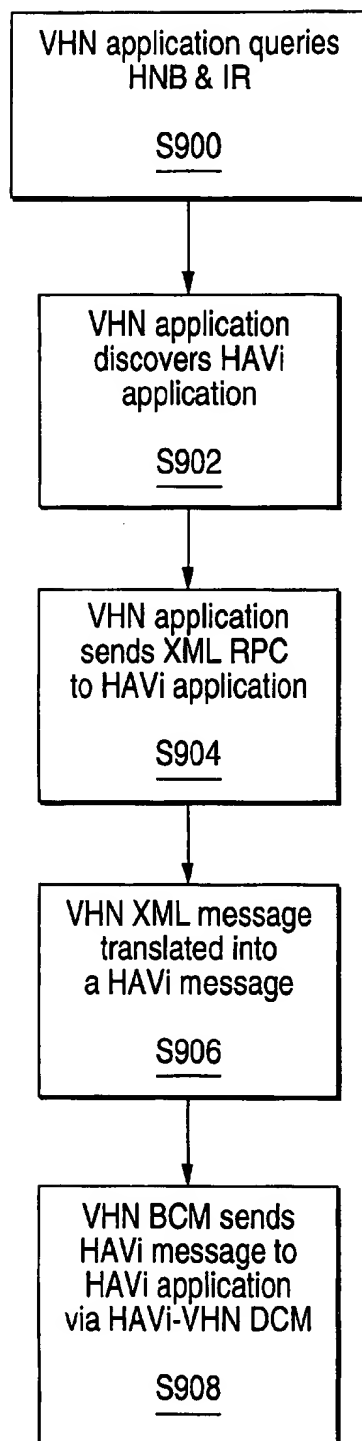 VHN application queries
HNB & IR
S900
VHN application
discovers HAVi
application
S902
VHN application
sends XML RPC
to HAVi application
S904
VHN XML message
translated into
a HAVi message
S906
VHN BCM sends
HAVi message to
HAVi application
via HAVi-VHN DCM
S908